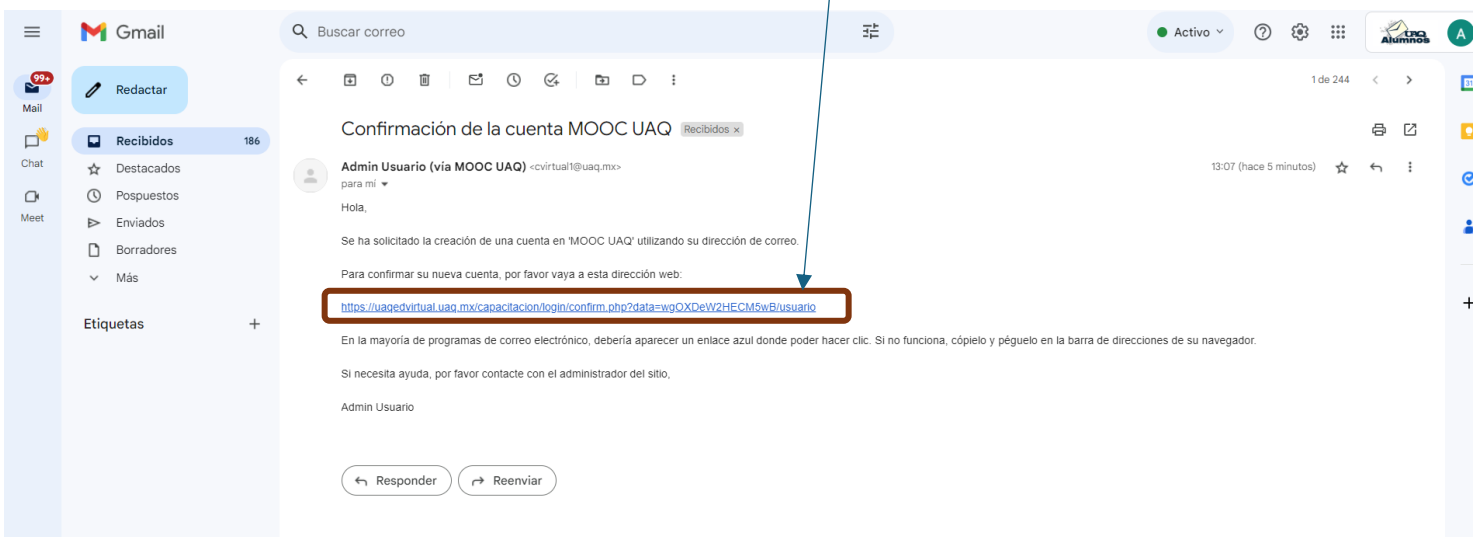 Gmail
Buscar correo
Activo
UAQ
Alumnos
A
99+
Mail
Redactar
1 de 244
31
Recibidos 186
Confirmación de la cuenta MOOC UAQ Recibidos x
Chat
Destacados
Admin Usuario (vía MOOC UAQ) <cvirtual1@uaq.mx>
13:07 (hace 5 minutos)
para mí
Pospuestos
Meet
Enviados
Hola,
Borradores
Se ha solicitado la creación de una cuenta en 'MOOC UAQ' utilizando su dirección de correo.
Más
Para confirmar su nueva cuenta, por favor vaya a esta dirección web:
https://uaqedvirtual.uaq.mx/capacitacion/login/confirm.php?data=wgOXDeW2HECM5wB/usuario
Etiquetas
En la mayoría de programas de correo electrónico, debería aparecer un enlace azul donde poder hacer clic. Si no funciona, cópielo y péguelo en la barra de direcciones de su navegador.
Si necesita ayuda, por favor contacte con el administrador del sitio,
Admin Usuario
Responder
Reenviar